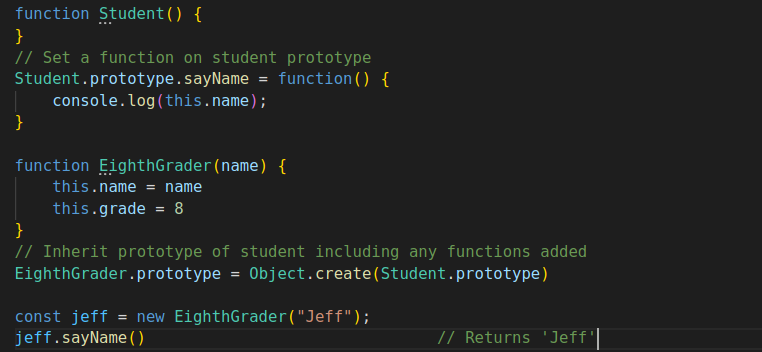 function Student() {
}
// Set a function on student prototype
Student.prototype.sayName = function() {
    console.log(this.name);
}

function EighthGrader(name) {
    this.name = name
    this.grade = 8
}
// Inherit prototype of student including any functions added
EighthGrader.prototype = Object.create(Student.prototype)

const jeff = new EighthGrader("Jeff");
jeff.sayName()                               // Returns 'Jeff'